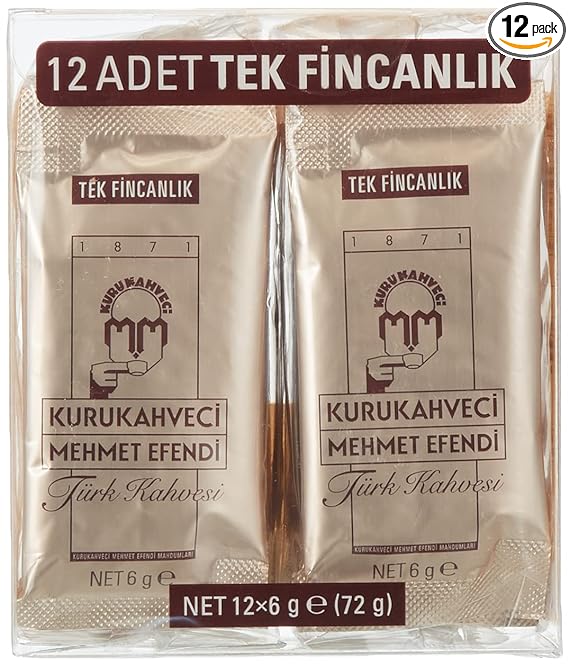 12 pack
12 ADET TEK FİNCANLIK
TEK FİNCANLIK
1871
KURUKAHVECİ
MM
KURUKAHVECİ
MEHMET EFENDİ
Türk Kahvesi
KURUKAHVECİ MEHMET EFENDİ MAHDUMLARI
NET 6 g e
TEK FİNCANLIK
1871
KURUKAHVECİ
MM
KURUKAHVECİ
MEHMET EFENDİ
Türk Kahvesi
KURUKAHVECİ MEHMET EFENDİ MAHDUMLARI
NET 6 g e
NET 12×6 g e (72 g)